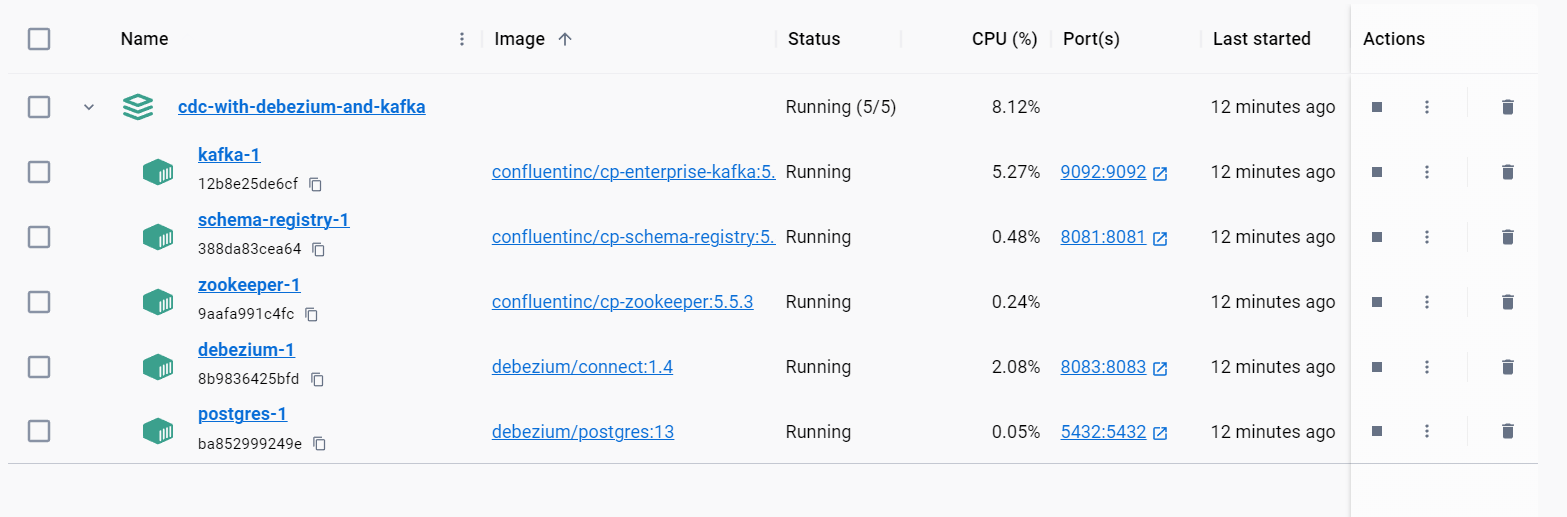 Name Image Status CPU (%) Port(s) Last started Actions
cdc-with-debezium-and-kafka Running (5/5) 8.12% 12 minutes ago
kafka-1
12b8e25de6cf confluentinc/cp-enterprise-kafka:5. Running 5.27% 9092:9092 12 minutes ago
schema-registry-1
388da83cea64 confluentinc/cp-schema-registry:5. Running 0.48% 8081:8081 12 minutes ago
zookeeper-1
9aafa991c4fc confluentinc/cp-zookeeper:5.5.3 Running 0.24% 12 minutes ago
debezium-1
8b9836425bfd debezium/connect:1.4 Running 2.08% 8083:8083 12 minutes ago
postgres-1
ba852999249e debezium/postgres:13 Running 0.05% 5432:5432 12 minutes ago